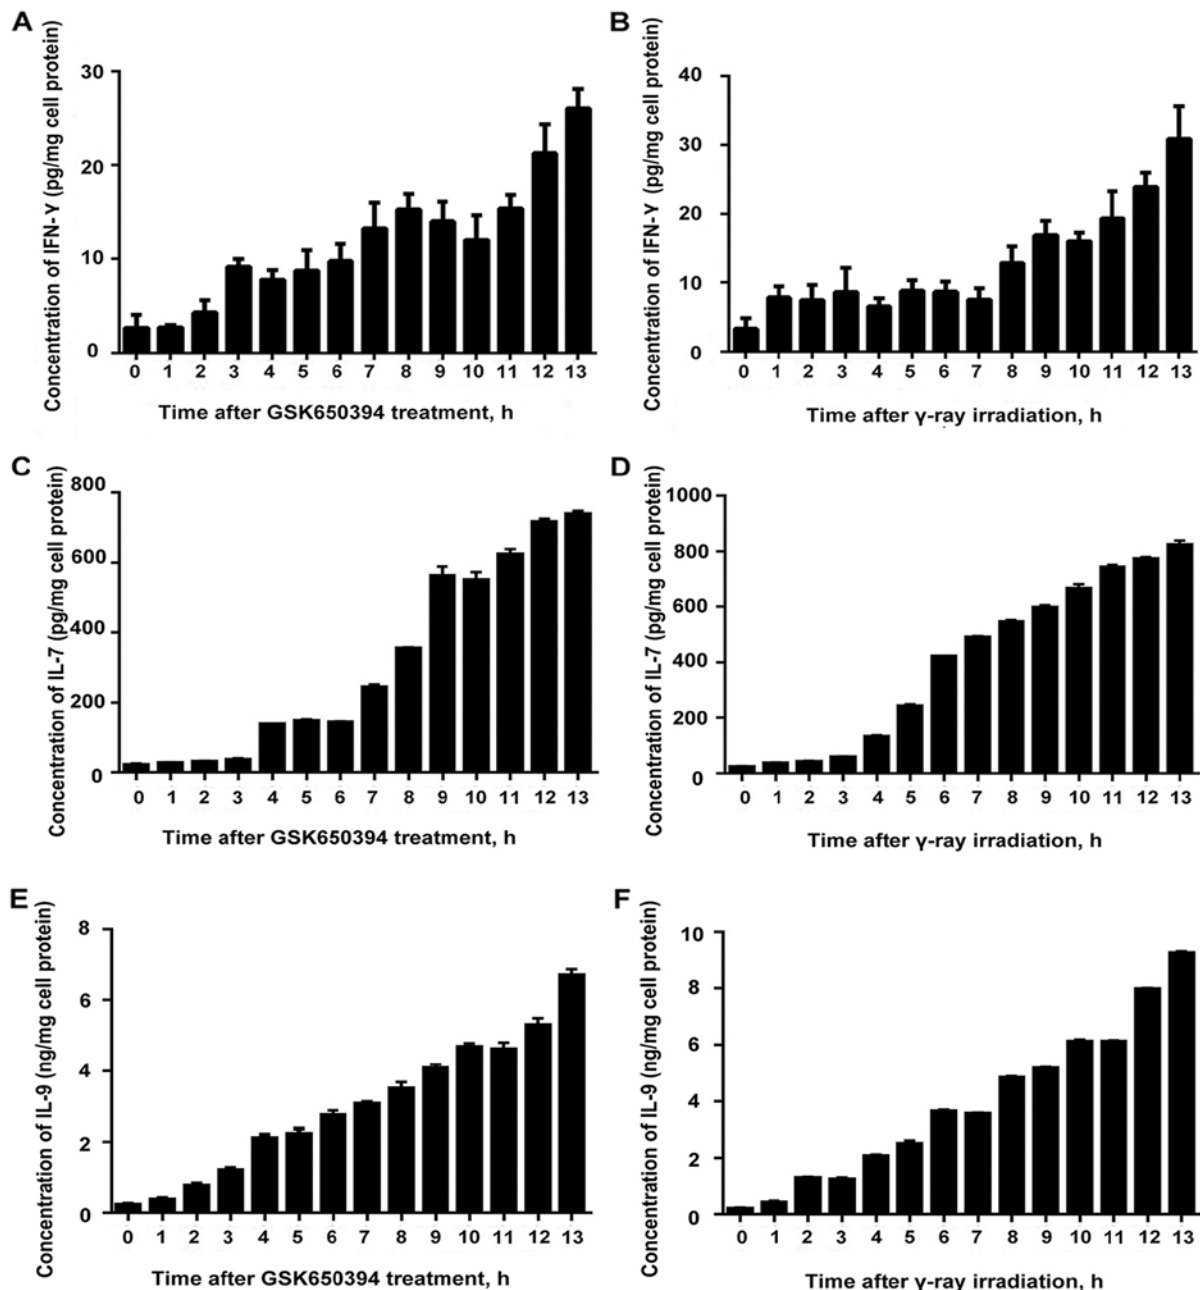 A
Concentration of IFN-Y (pg/mg cell protein)
30
20
10
0
0 1 2 3 4 5 6 7 8 9 10 11 12 13
Time after GSK650394 treatment, h
B
Concentration of IFN-Y (pg/mg cell protein)
40
30
20
10
0
0 1 2 3 4 5 6 7 8 9 10 11 12 13
Time after γ-ray irradiation, h
C
Concentration of IL-7 (pg/mg cell protein)
800
600
400
200
0
0 1 2 3 4 5 6 7 8 9 10 11 12 13
Time after GSK650394 treatment, h
D
Concentration of IL-7 (pg/mg cell protein)
1000
800
600
400
200
0
0 1 2 3 4 5 6 7 8 9 10 11 12 13
Time after γ-ray irradiation, h
E
Concentration of IL-9 (ng/mg cell protein)
8
6
4
2
0
0 1 2 3 4 5 6 7 8 9 10 11 12 13
Time after GSK650394 treatment, h
F
Concentration of IL-9 (ng/mg cell protein)
10
8
6
4
2
0
0 1 2 3 4 5 6 7 8 9 10 11 12 13
Time after γ-ray irradiation, h